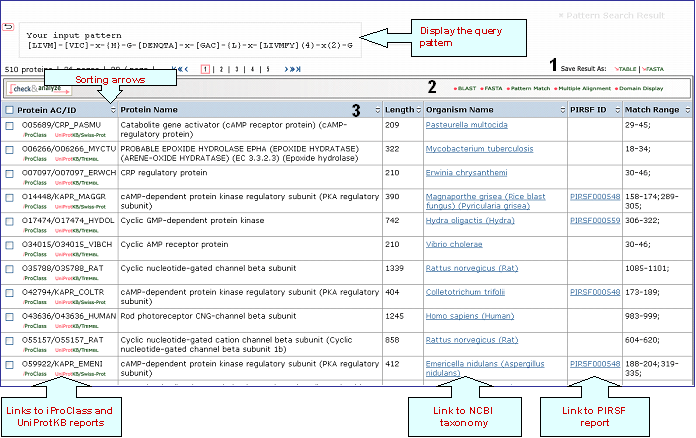 Pattern Search Result
Your input pattern
[LIVM]-[VIC]-x-{H}-G-[DENQTA]-x-[GAC]-{L}-x-[LIVMFY](4)-x(2)-G
Display the query pattern
510 proteins | 26 pages | 20 / page | 1 | 2 | 3 | 4 | 5
1 Save Result As: TABLE | FASTA
Sorting arrows
check& analyze
2 BLAST FASTA Pattern Match Multiple Alignment Domain Display
Protein AC/ID Protein Name 3 Length Organism Name PIRSF ID Match Range
O05689/CRP_PASMU Catabolite gene activator (cAMP receptor protein) (cAMP-regulatory protein) 209 Pasteurella multocida 29-45;
iProClass UniProtKB/Swiss-Prot
O06266/O06266_MYCTU PROBABLE EPOXIDE HYDROLASE EPHA (EPOXIDE HYDRATASE) (ARENE-OXIDE HYDRATASE) (EC 3.3.2.3) (Epoxide hydrolase) 322 Mycobacterium tuberculosis 18-34;
iProClass UniProtKB/TrEMBL
O07097/O07097_ERWCH CRP regulatory protein 210 Erwinia chrysanthemi 30-46;
iProClass UniProtKB/TrEMBL
O14448/KAPR_MAGGR cAMP-dependent protein kinase regulatory subunit (PKA regulatory subunit) 390 Magnaporthe grisea (Rice blast fungus) (Pyricularia grisea) PIRSF000548 158-174;289-305;
iProClass UniProtKB/Swiss-Prot
O17474/O17474_HYDOL Cyclic GMP-dependent protein kinase 742 Hydra oligactis (Hydra) PIRSF000559 306-322;
iProClass UniProtKB/TrEMBL
O34015/O34015_VIBCH Cyclic AMP receptor protein 210 Vibrio cholerae 30-46;
iProClass UniProtKB/TrEMBL
O35788/O35788_RAT Cyclic nucleotide-gated channel beta subunit 1339 Rattus norvegicus (Rat) 1085-1101;
iProClass UniProtKB/TrEMBL
O42794/KAPR_COLTR cAMP-dependent protein kinase regulatory subunit (PKA regulatory subunit) 404 Colletotrichum trifolii PIRSF000548 173-189;
iProClass UniProtKB/Swiss-Prot
O43636/O43636_HUMAN Rod photoreceptor CNG-channel beta subunit 1245 Homo sapiens (Human) 983-999;
iProClass UniProtKB/TrEMBL
O55157/O55157_RAT Cyclic nucleotide-gated cation channel beta subunit (Cyclic nucleotide-gated channel beta subunit 1b) 858 Rattus norvegicus (Rat) 604-620;
iProClass UniProtKB/TrEMBL
O59922/KAPR_EMENI cAMP-dependent protein kinase regulatory subunit (PKA regulatory subunit) 412 Emericella nidulans (Aspergillus nidulans) PIRSF000548 188-204;319-335;
iProClass UniProtKB/Swiss-Prot
Links to iProClass and UniProtKB reports
Link to NCBI taxonomy
Link to PIRSF report